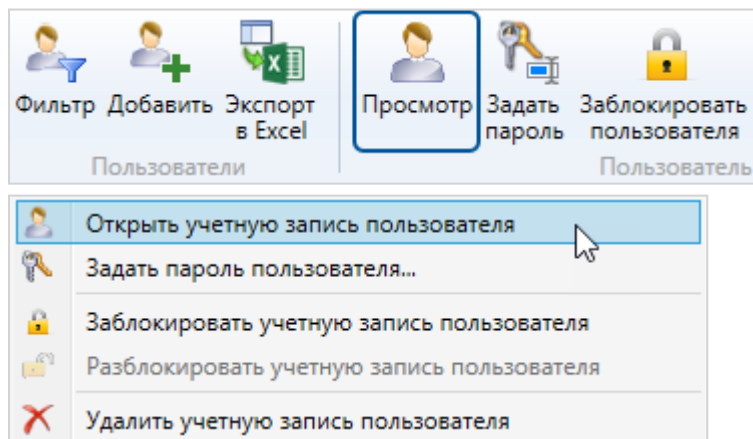 Фильтр Добавить Экспорт Просмотр Задать Заблокировать
в Excel пароль пользователя
Пользователи Пользователь
Открыть учетную запись пользователя
Задать пароль пользователя...
Заблокировать учетную запись пользователя
Разблокировать учетную запись пользователя
Удалить учетную запись пользователя